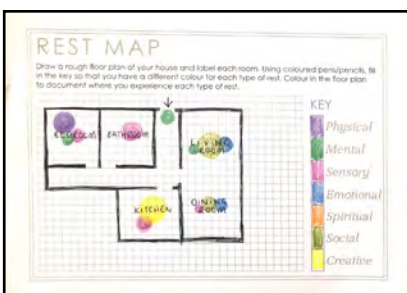 REST MAP
Draw a rough floor plan of your house and label each room. Using coloured pens/pencils, fill
in the key so that you have a different colour for each type of rest. Colour in the floor plan
to document where you experience each type of rest.
KEY
Physical
Mental
Sensory
Emotional
Spiritual
Social
Creative
BEDROOM
BATHROOM
LIVING
ROOM
KITCHEN
DINING
ROOM